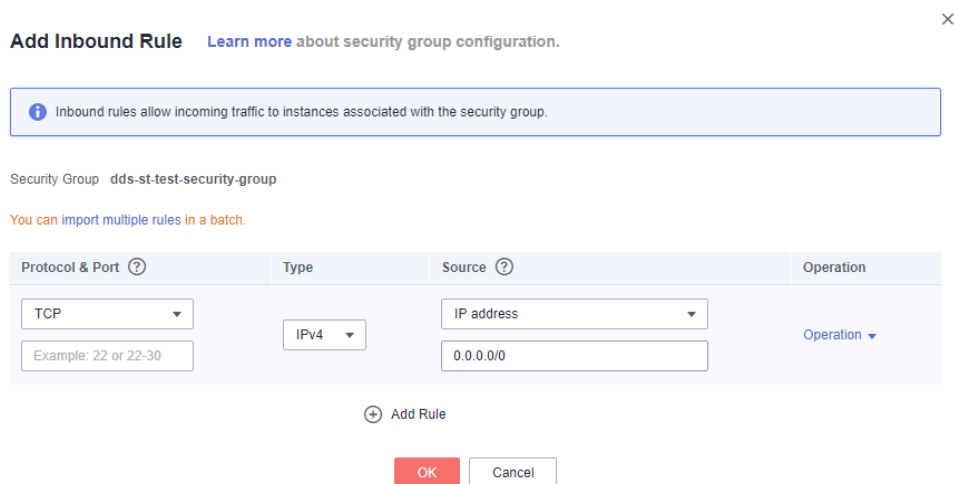 Add Inbound Rule Learn more about security group configuration.
Inbound rules allow incoming traffic to instances associated with the security group.
Security Group dds-st-test-security-group
You can import multiple rules in a batch.
Protocol & Port ? Type Source ? Operation
TCP IP address
IPv4 Operation
Example: 22 or 22-30 0.0.0.0/0
Add Rule
OK Cancel